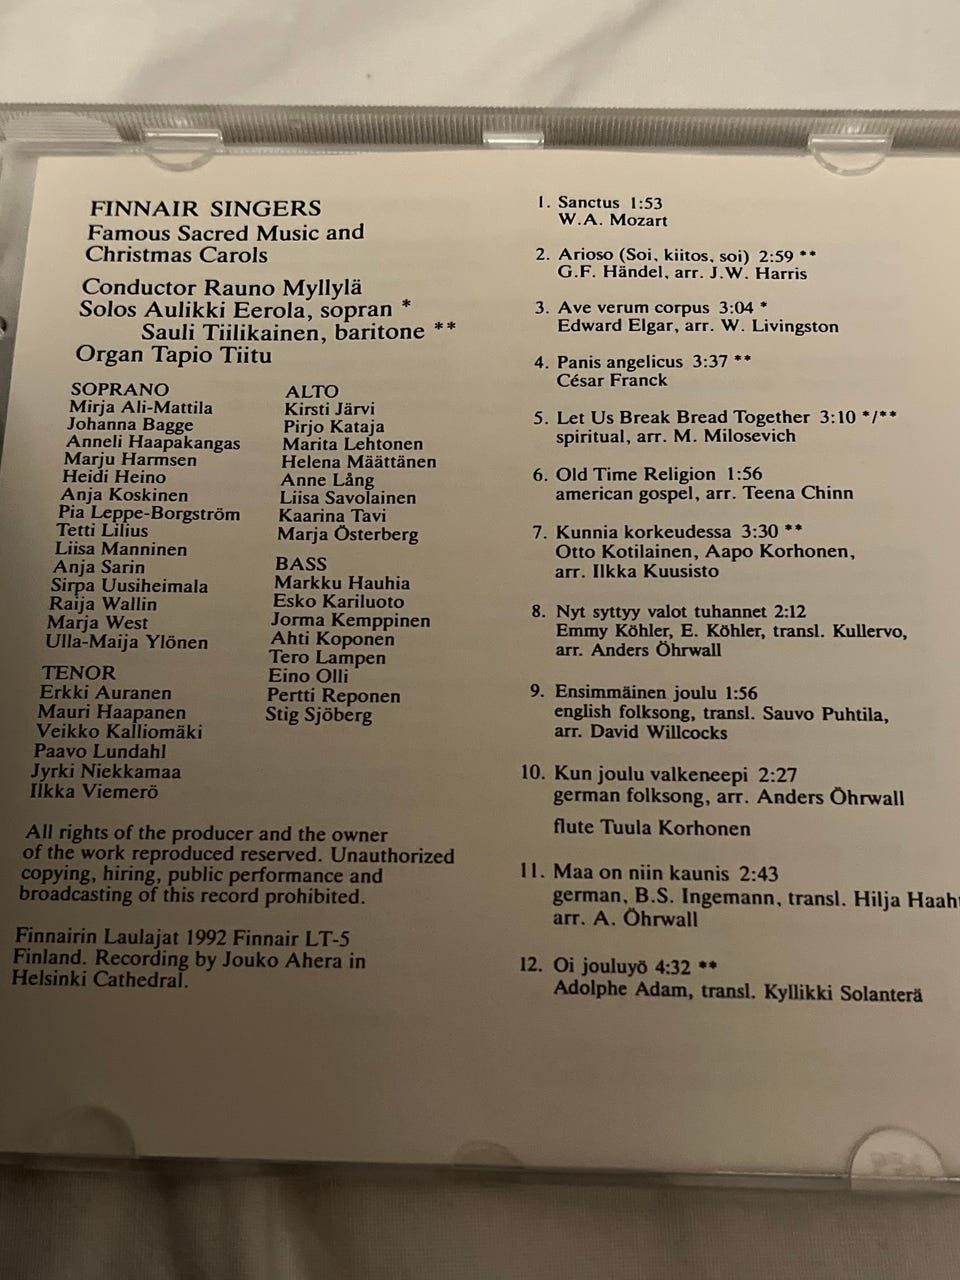 FINNAIR SINGERS
Famous Sacred Music and
Christmas Carols
Conductor Rauno Myllylä
Solos Aulikki Eerola, sopran *
Sauli Tiilikainen, baritone **
Organ Tapio Tiitu
SOPRANO
Mirja Ali-Mattila
Johanna Bagge
Anneli Haapakangas
Marju Harmsen
Heidi Heino
Anja Koskinen
Pia Leppe-Borgström
Tetti Lilius
Liisa Manninen
Anja Sarin
Sirpa Uusiheimala
Raija Wallin
Marja West
Ulla-Maija Ylönen
TENOR
Erkki Auranen
Mauri Haapanen
Veikko Kalliomäki
Paavo Lundahl
Jyrki Niekkamaa
Ilkka Viemerö
ALTO
Kirsti Järvi
Pirjo Kataja
Marita Lehtonen
Helena Määttänen
Anne Lång
Liisa Savolainen
Kaarina Tavi
Marja Österberg
BASS
Markku Hauhia
Esko Kariluoto
Jorma Kemppinen
Ahti Koponen
Tero Lampen
Eino Olli
Pertti Reponen
Stig Sjöberg
All rights of the producer and the owner
of the work reproduced reserved. Unauthorized
copying, hiring, public performance and
broadcasting of this record prohibited.
Finnairin Laulajat 1992 Finnair LT-5
Finland. Recording by Jouko Ahera in
Helsinki Cathedral.
1. Sanctus 1:53
W.A. Mozart
2. Arioso (Soi, kiitos, soi) 2:59 **
G.F. Händel, arr. J.W. Harris
3. Ave verum corpus 3:04 *
Edward Elgar, arr. W. Livingston
4. Panis angelicus 3:37 **
César Franck
5. Let Us Break Bread Together 3:10 */**
spiritual, arr. M. Milosevich
6. Old Time Religion 1:56
american gospel, arr. Teena Chinn
7. Kunnia korkeudessa 3:30 **
Otto Kotilainen, Aapo Korhonen,
arr. Ilkka Kuusisto
8. Nyt syttyy valot tuhannet 2:12
Emmy Köhler, E. Köhler, transl. Kullervo,
arr. Anders Öhrwall
9. Ensimmäinen joulu 1:56
english folksong, transl. Sauvo Puhtila,
arr. David Willcocks
10. Kun joulu valkeneepi 2:27
german folksong, arr. Anders Öhrwall
flute Tuula Korhonen
11. Maa on niin kaunis 2:43
german, B.S. Ingemann, transl. Hilja Haaht
arr. A. Öhrwall
12. Oi jouluyö 4:32 **
Adolphe Adam, transl. Kyllikki Solanterä